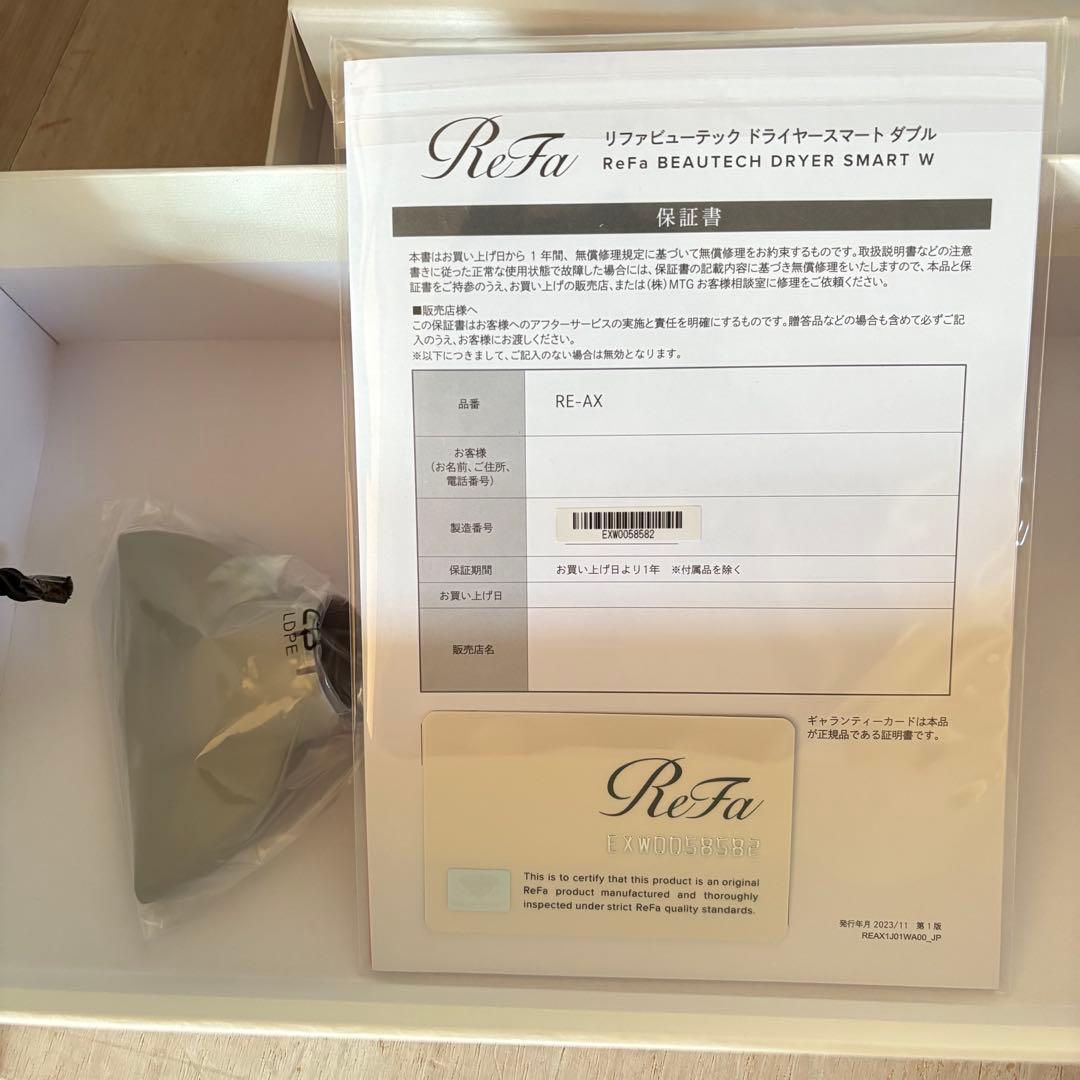 ReFa
リファビューテック ドライヤースマート ダブル
ReFa BEAUTECH DRYER SMART W
保証書
本書はお買い上げ日から 1 年間、無償修理規定に基づいて無償修理をお約束するものです。取扱説明書などの注意
書きに従った正常な使用状態で故障した場合には、保証書の記載内容に基づき無償修理をいたしますので、本品と保
証書をご持参のうえ、お買い上げの販売店、または(株)MTG お客様相談室に修理をご依頼ください。
■販売店様へ
この保証書はお客様へのアフターサービスの実施と責任を明確にするものです。贈答品などの場合も含めて必ずご記
入のうえ、お客様にお渡しください。
※以下につきまして、ご記入のない場合は無効となります。
品番
RE-AX
お客様
(お名前、ご住所、
電話番号)
製造番号
EXW0058582
保証期間
お買い上げ日より1年 ※付属品を除く
お買い上げ日
販売店名
ギャランティーカードは本品
が正規品である証明書です。
ReFa
EXW0058582
This is to certify that this product is an original
ReFa product manufactured and thoroughly
inspected under strict ReFa quality standards.
発行年月 2023/11 第1版
REAX1J01WA00_JP
LDPE